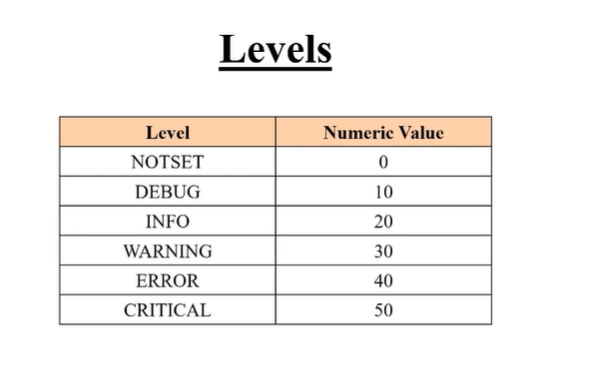 Levels
Level Numeric Value
NOTSET 0
DEBUG 10
INFO 20
WARNING 30
ERROR 40
CRITICAL 50